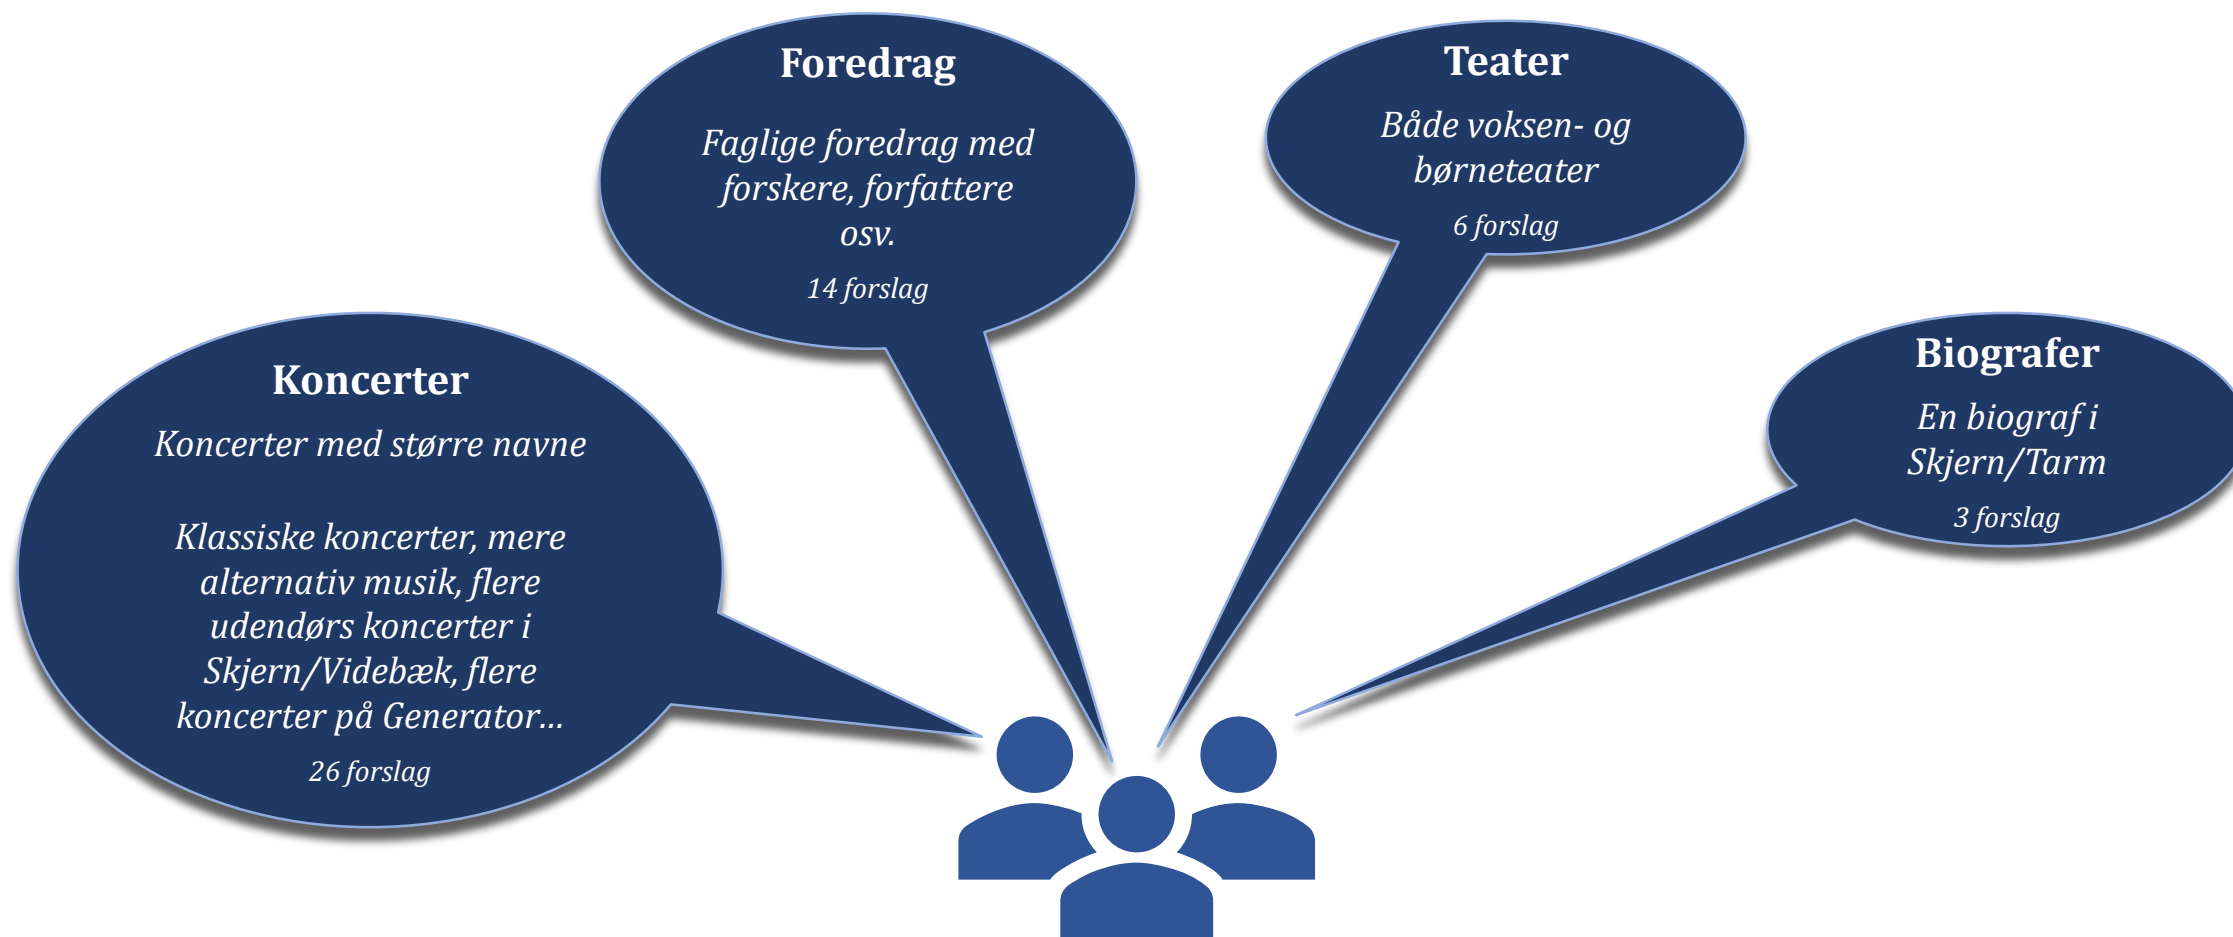 Koncerter
Koncerter med større navne
Klassiske koncerter, mere
alternativ musik, flere
udendørs koncerter i
Skjern/Videbæk, flere
koncerter på Generator...
26 forslag
Foredrag
Faglige foredrag med
forskere, forfattere
osv.
14 forslag
Teater
Både voksen- og
børneteater
6 forslag
Biografer
En biograf i
Skjern/Tarm
3 forslag